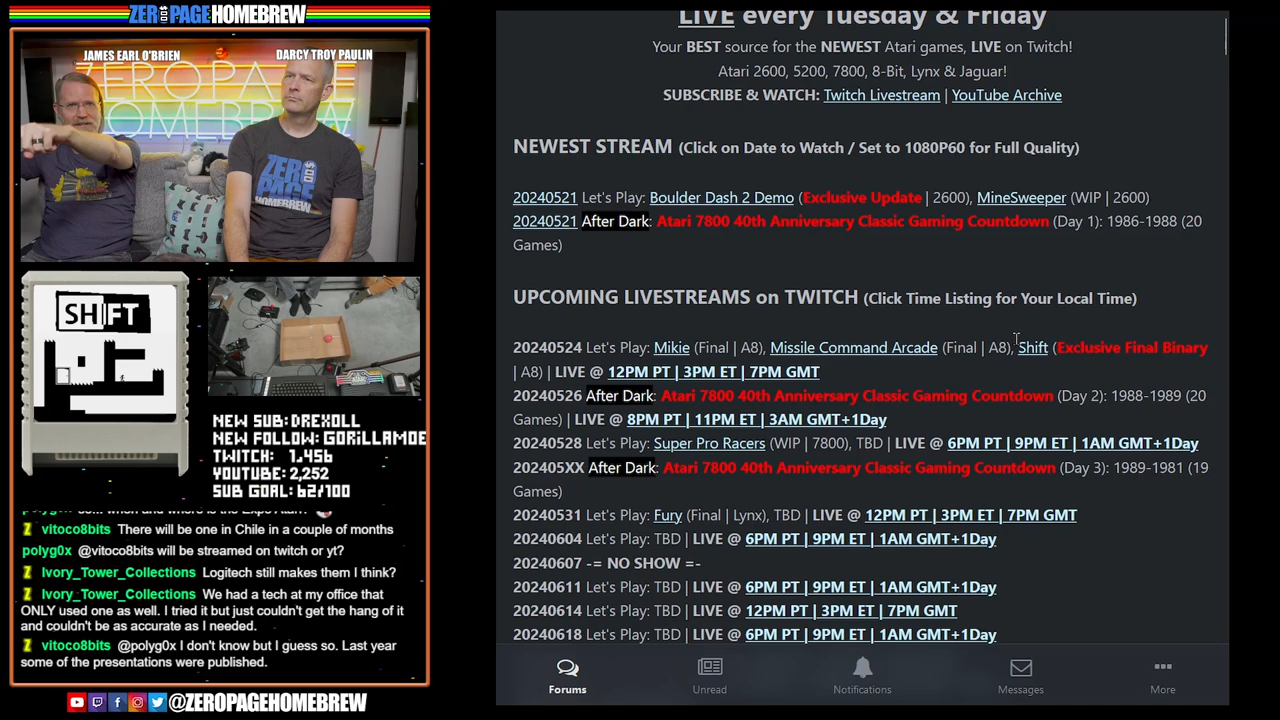 ZEROPAGE HOMEBREW
JAMES EARL O'BRIEN
DARCY TROY PAULIN
ZEROPAGE
HOMEBREW
ZERO
PAGE
HOMEBREW
SHIFT
NEW SUB: DREXOLL
NEW FOLLOW: GORILLAMOE
TWITCH: 1,456
YOUTUBE: 2,252
SUB GOAL: 62/100
vitoco8bits There will be one in Chile in a couple of months
polyg0x @vitoco8bits will be streamed on twitch or yt?
Ivory_Tower_Collections Logitech still makes them I think?
Ivory_Tower_Collections We had a tech at my office that
ONLY used one as well. I tried it but just couldn't get the hang of it
and couldn't be as accurate as I needed.
vitoco8bits @polyg0x I don't know but I guess so. Last year
some of the presentations were published.
@ZEROPAGEHOMEBREW
LIVE every Tuesday & Friday
Your BEST source for the NEWEST Atari games, LIVE on Twitch!
Atari 2600, 5200, 7800, 8-Bit, Lynx & Jaguar!
SUBSCRIBE & WATCH: Twitch Livestream | YouTube Archive
NEWEST STREAM (Click on Date to Watch / Set to 1080P60 for Full Quality)
20240521 Let's Play: Boulder Dash 2 Demo (Exclusive Update | 2600), MineSweeper (WIP | 2600)
20240521 After Dark: Atari 7800 40th Anniversary Classic Gaming Countdown (Day 1): 1986-1988 (20
Games)
UPCOMING LIVESTREAMS on TWITCH (Click Time Listing for Your Local Time)
20240524 Let's Play: Mikie (Final | A8), Missile Command Arcade (Final | A8), Shift (Exclusive Final Binary
| A8) | LIVE @ 12PM PT | 3PM ET | 7PM GMT
20240526 After Dark: Atari 7800 40th Anniversary Classic Gaming Countdown (Day 2): 1988-1989 (20
Games) | LIVE @ 8PM PT | 11PM ET | 3AM GMT+1Day
20240528 Let's Play: Super Pro Racers (WIP | 7800), TBD | LIVE @ 6PM PT | 9PM ET | 1AM GMT+1Day
202405XX After Dark: Atari 7800 40th Anniversary Classic Gaming Countdown (Day 3): 1989-1981 (19
Games)
20240531 Let's Play: Fury (Final | Lynx), TBD | LIVE @ 12PM PT | 3PM ET | 7PM GMT
20240604 Let's Play: TBD | LIVE @ 6PM PT | 9PM ET | 1AM GMT+1Day
20240607 -= NO SHOW =-
20240611 Let's Play: TBD | LIVE @ 6PM PT | 9PM ET | 1AM GMT+1Day
20240614 Let's Play: TBD | LIVE @ 12PM PT | 3PM ET | 7PM GMT
20240618 Let's Play: TBD | LIVE @ 6PM PT | 9PM ET | 1AM GMT+1Day
Forums
Unread
Notifications
Messages
More